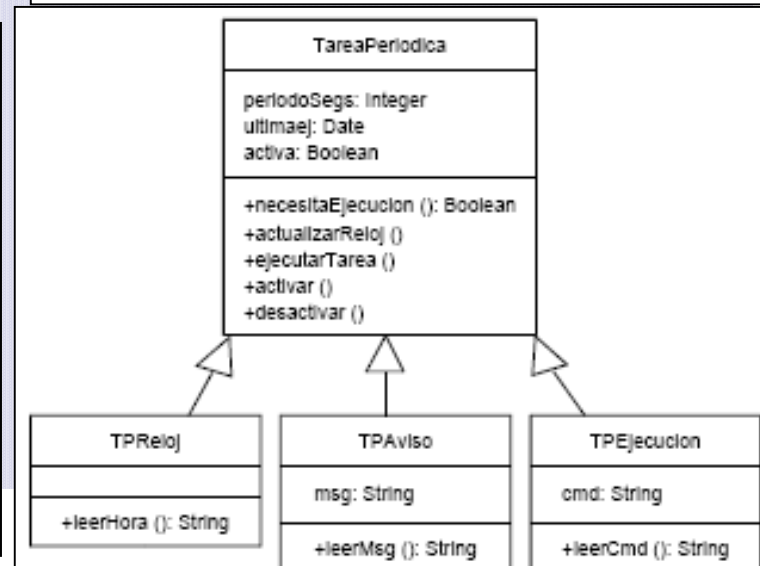 TareaPeriodica
periodoSegs: Integer
ultimaej: Date
activa: Boolean
+necesitaEjecucion (): Boolean
+actualizarReloj ()
+ejecutarTarea ()
+activar ()
+desactivar ()
TPReloj
+leerHora (): String
TPAviso
msg: String
+leerMsg (): String
TPEjecucion
cmd: String
+leerCmd (): String